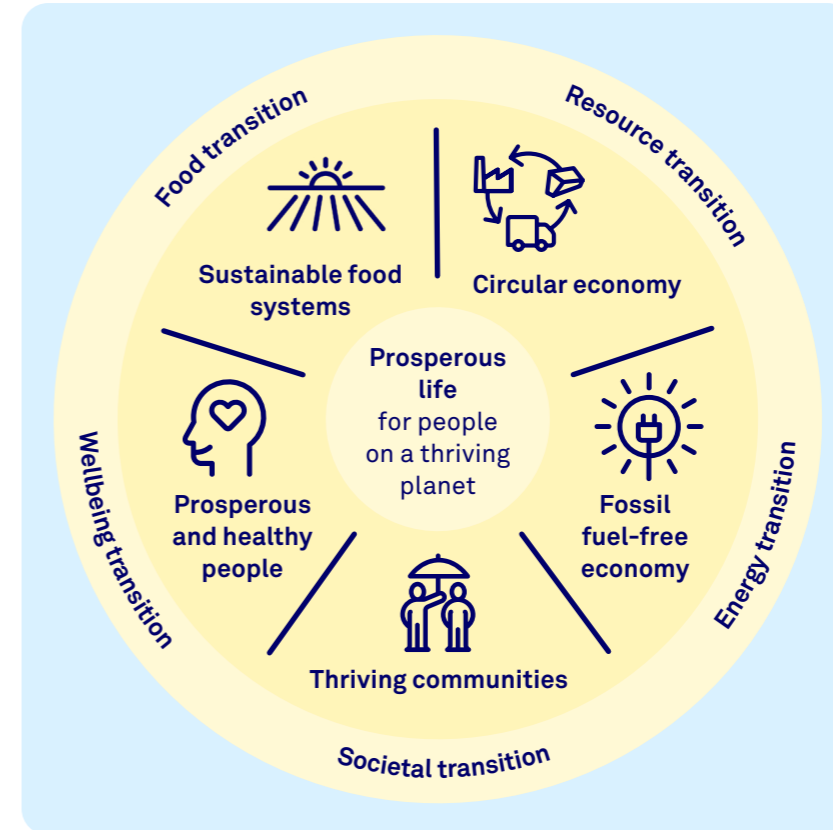 Food transition
Resource transition
Sustainable food
systems
Circular economy
Prosperous
life
for people
on a thriving
planet
Wellbeing transition
Prosperous
and healthy
people
Fossil
fuel-free
economy
Energy transition
Thriving communities
Societal transition